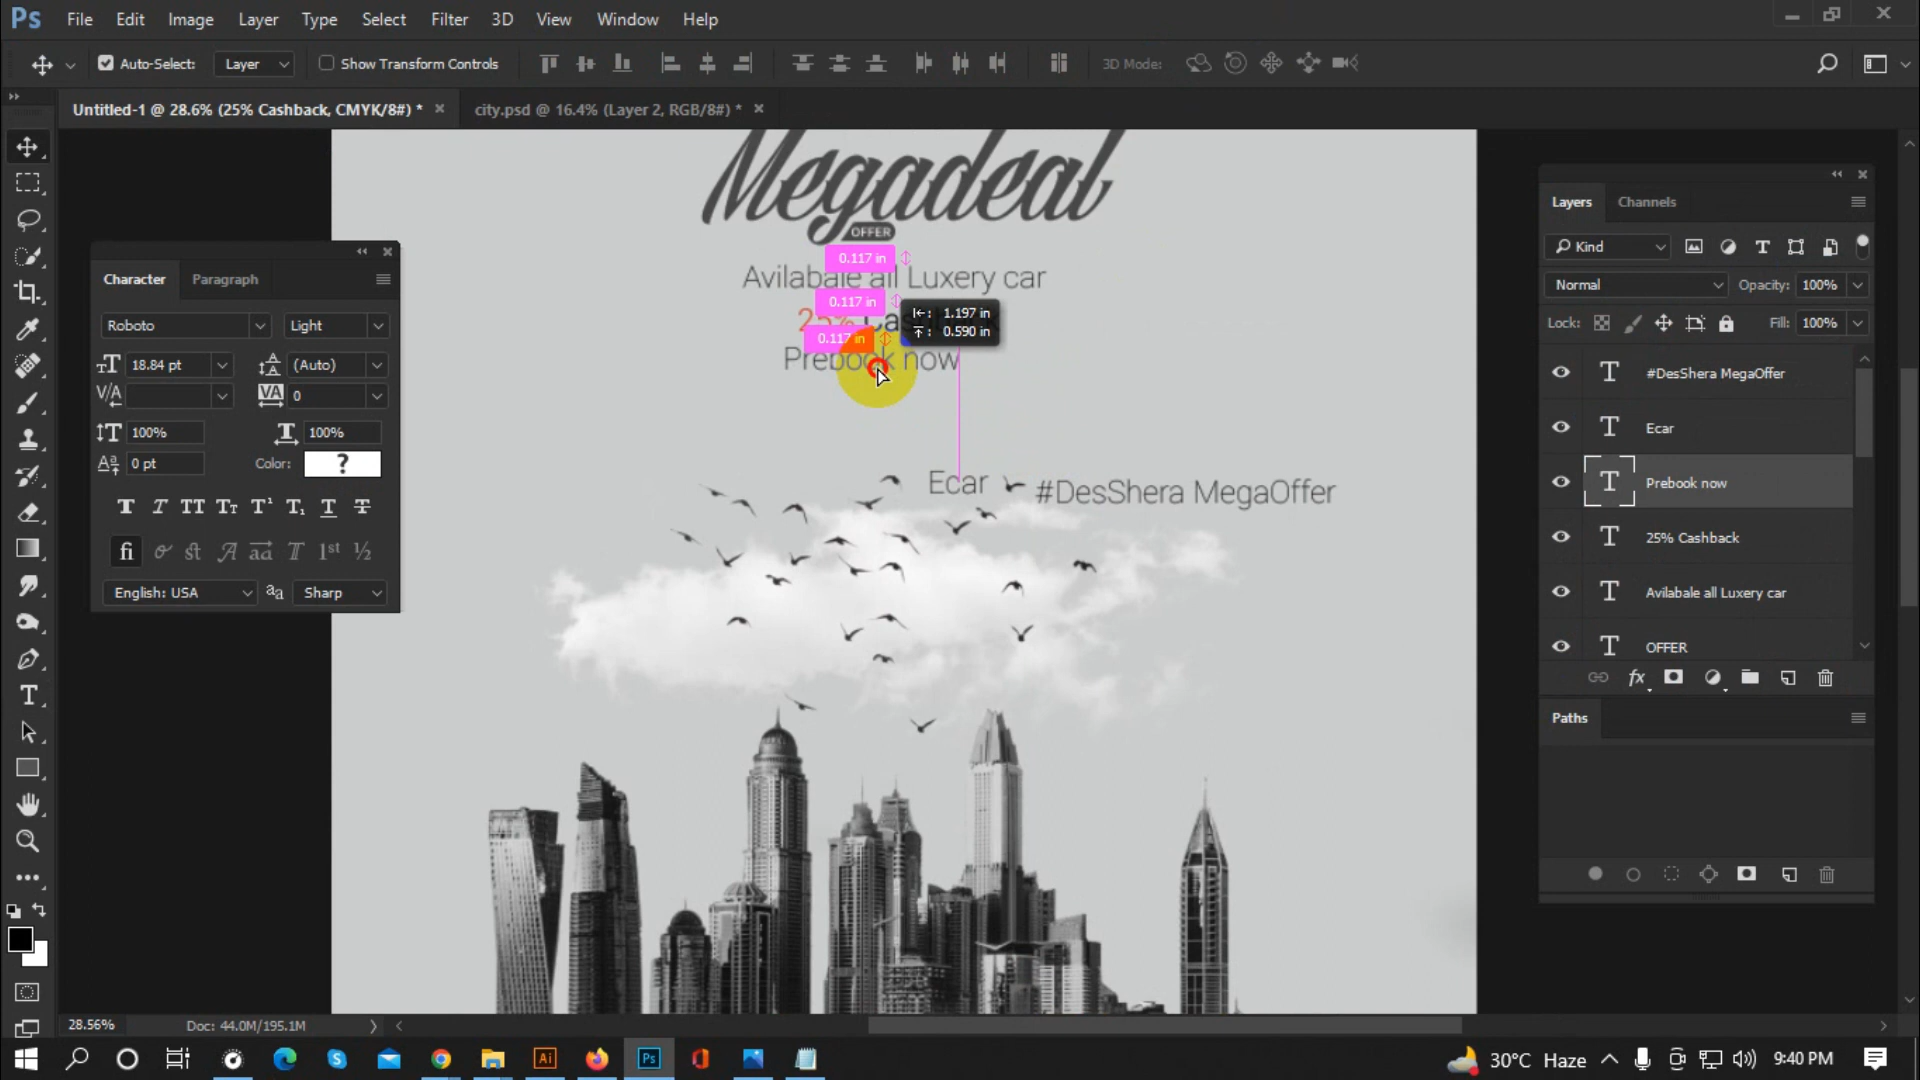 Ps File Edit Image Layer Type Select Filter 3D View Window Help
Auto-Select: Layer Show Transform Controls 3D Mode:
Untitled-1 @ 28.6% (25% Cashback, CMYK/8#) * city.psd @ 16.4% (Layer 2, RGB/8#) *
Megadeal
OFFER
0.117 in
Avilabale all Luxery car
0.117 in
25%
1.197 in
0.590 in
0.117 in
Prebook now
Ecar
#DesShera MegaOffer
Character Paragraph
Roboto Light
18.84 pt (Auto)
0
100% 100%
0 pt Color: ?
English: USA aa Sharp
Layers Channels
Kind
Normal Opacity: 100%
Lock: Fill: 100%
#DesShera MegaOffer
Ecar
Prebook now
25% Cashback
Avilabale all Luxery car
OFFER
fx
Paths
28.56% Doc: 44.0M/195.1M
Ai Ps 30°C Haze 9:40 PM